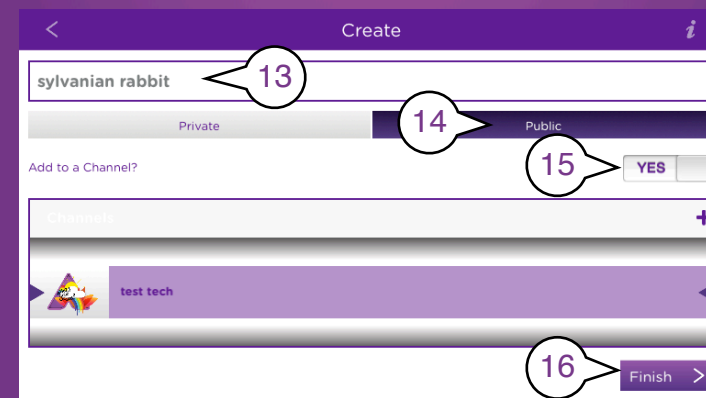 Create i
sylvanian rabbit 13
Private 14 Public
Add to a Channel? 15 YES
Channels +
test tech
16 Finish